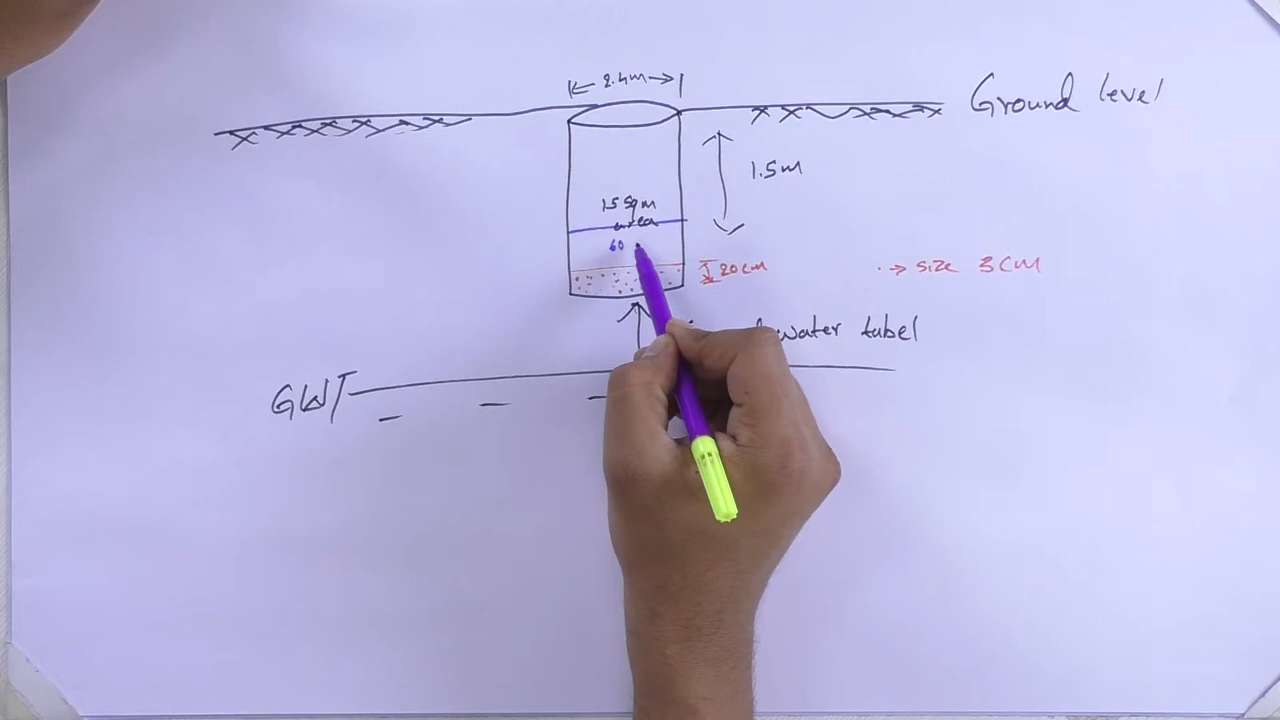 2.4m
Ground level
1.5m
1.5 Sqm
area
60
20cm
→ size 3cm
water tabel
GWT